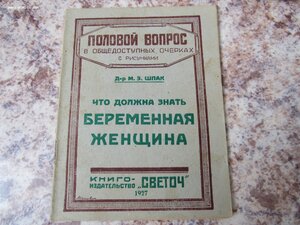 ПОЛОВОЙ ВОПРОС
В ОБЩЕДОСТУПНЫХ ОЧЕРКАХ
С РИСУНКАМИ
Д-р М. З. ШПАК
ЧТО ДОЛЖНА ЗНАТЬ
БЕРЕМЕННАЯ
ЖЕНЩИНА
КНИГО-
ИЗДАТЕЛЬСТВО „СВЕТОЧ"
1927